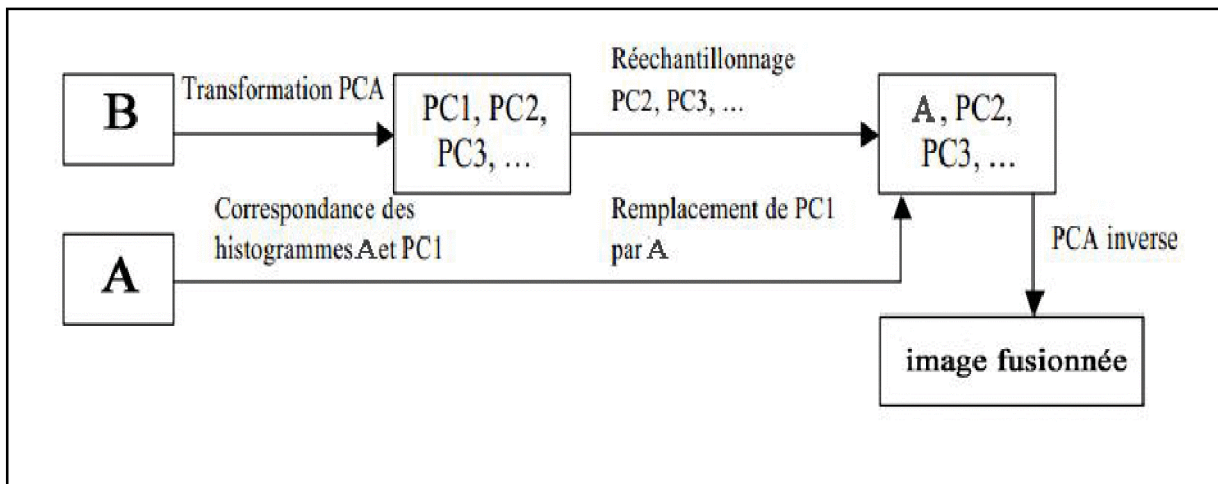 B
Transformation PCA
PC1, PC2,
PC3, ...
Réechantillonnage
PC2, PC3, ...
A, PC2,
PC3, ...
A
Correspondance des
histogrammes A et PC1
Remplacement de PC1
par A
PCA inverse
image fusionnée